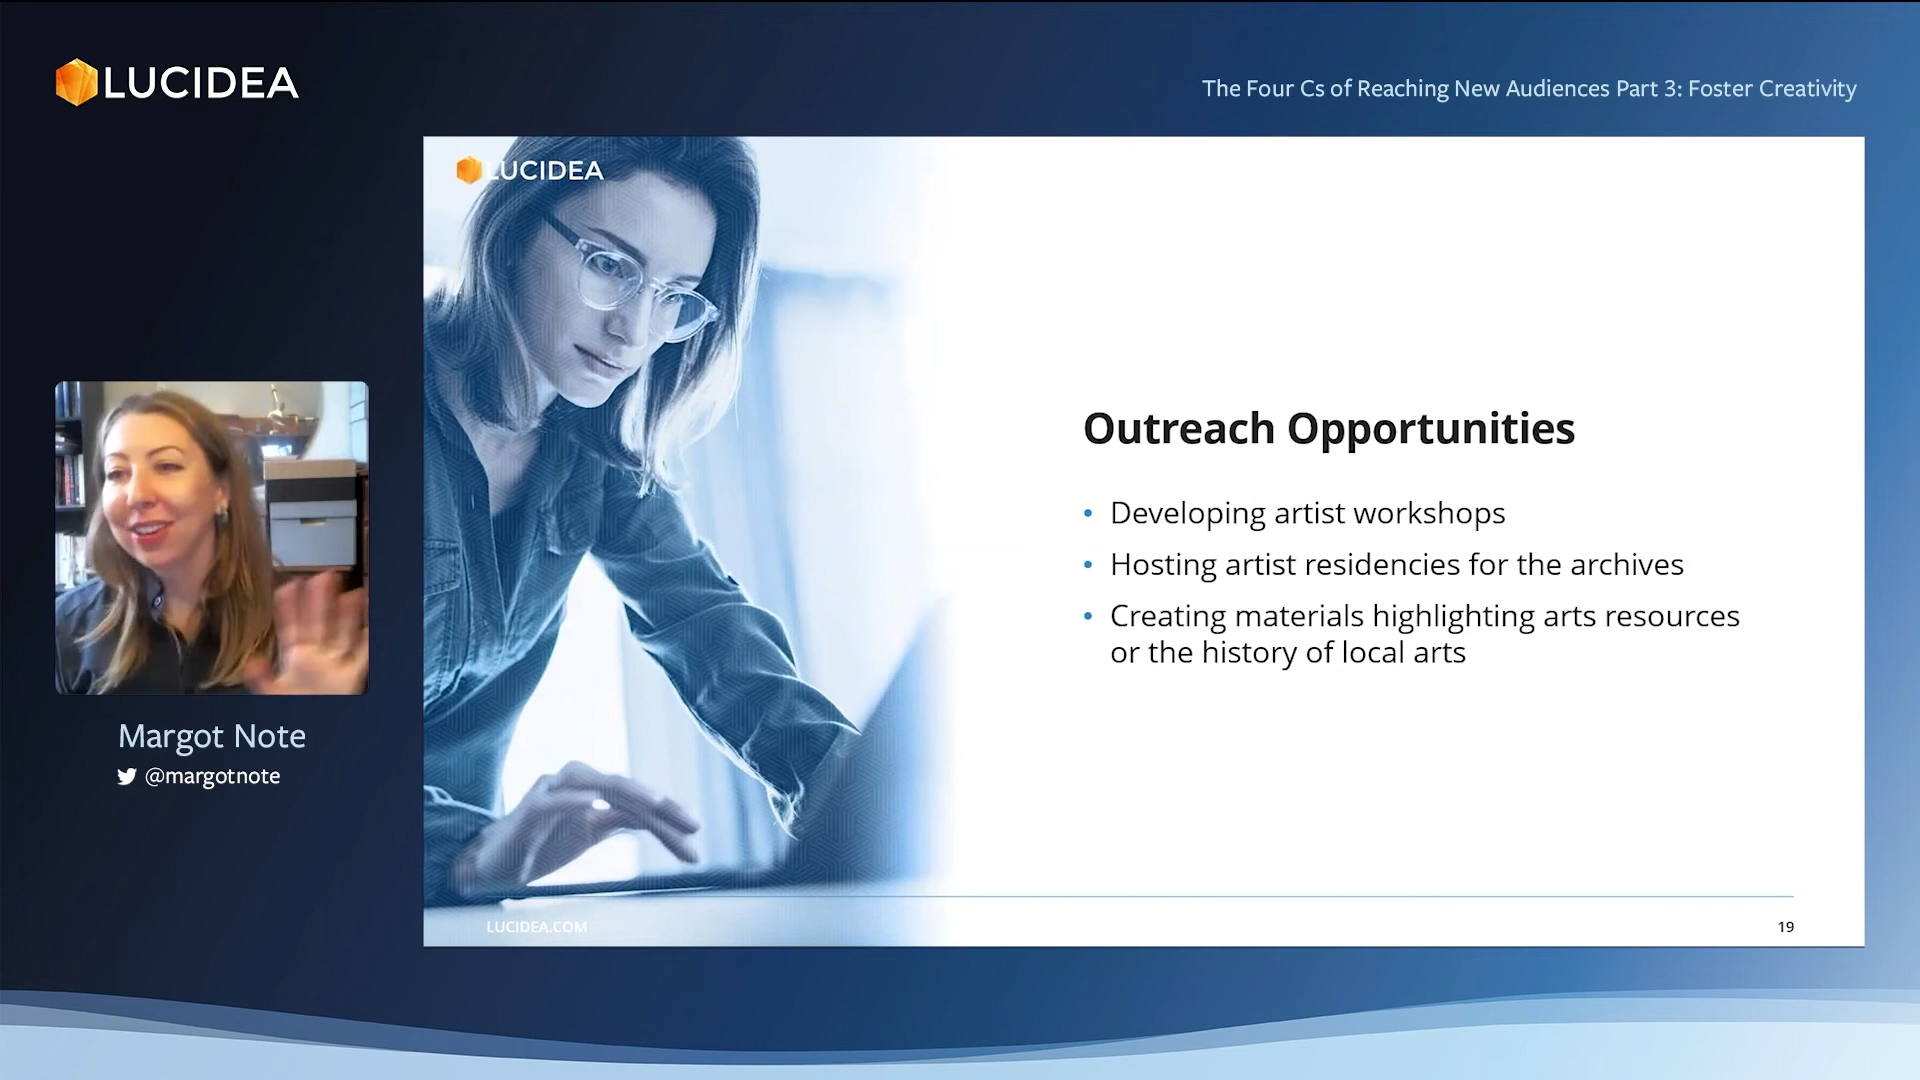 LUCIDEA
The Four Cs of Reaching New Audiences Part 3: Foster Creativity
LUCIDEA
Outreach Opportunities
• Developing artist workshops
• Hosting artist residencies for the archives
• Creating materials highlighting arts resources
or the history of local arts
Margot Note
@margotnote
LUCIDEA.COM
19